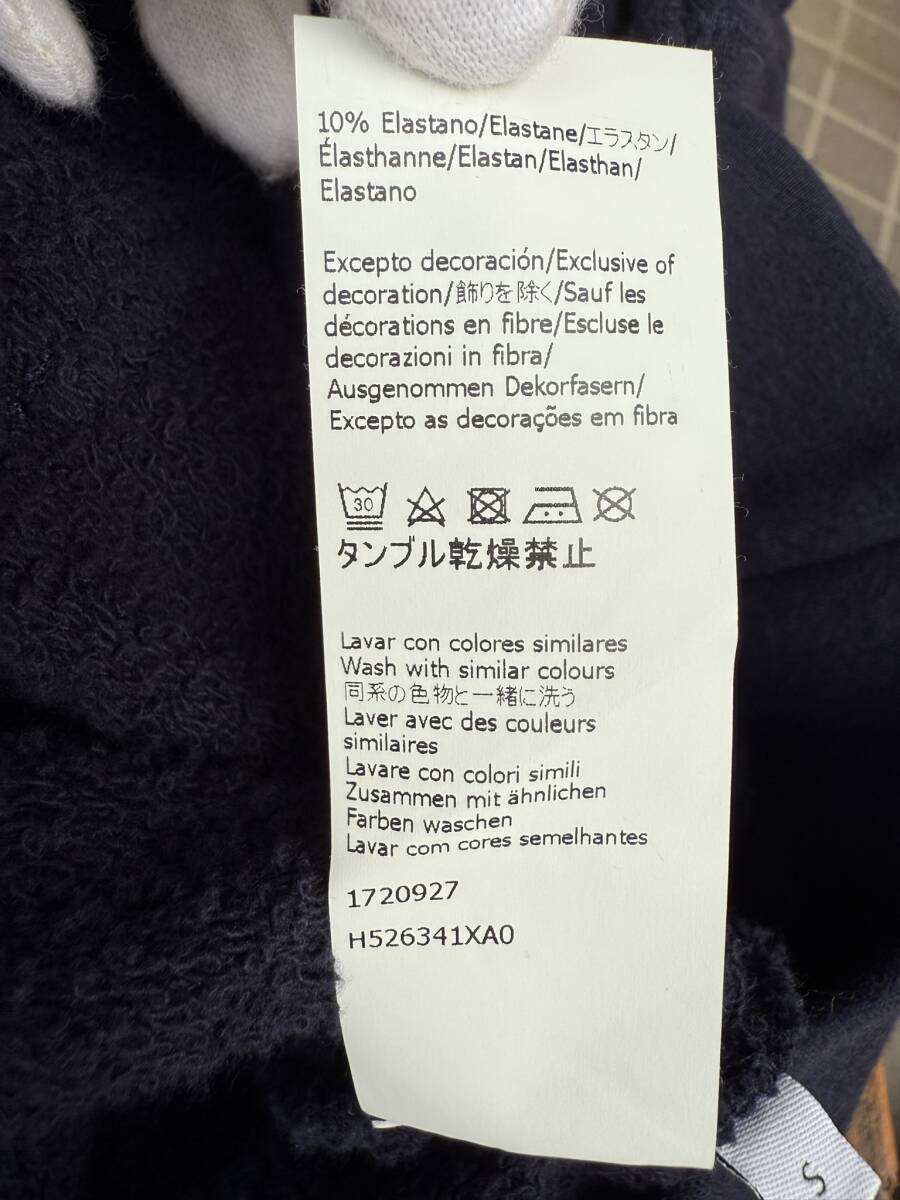 10% Elastano/Elastane/エラスタン/
Élasthanne/Elastan/Elasthan/
Elastano
Excepto decoración/Exclusive of
decoration/飾りを除く/Sauf les
décorations en fibre/Escluse le
decorazioni in fibra/
Ausgenommen Dekorfasern/
Excepto as decorações em fibra
30
タンブル乾燥禁止
Lavar con colores similares
Wash with similar colours
同系の色物と一緒に洗う
Laver avec des couleurs
similaires
Lavare con colori simili
Zusammen mit ähnlichen
Farben waschen
Lavar com cores semelhantes
1720927
H526341XA0
S